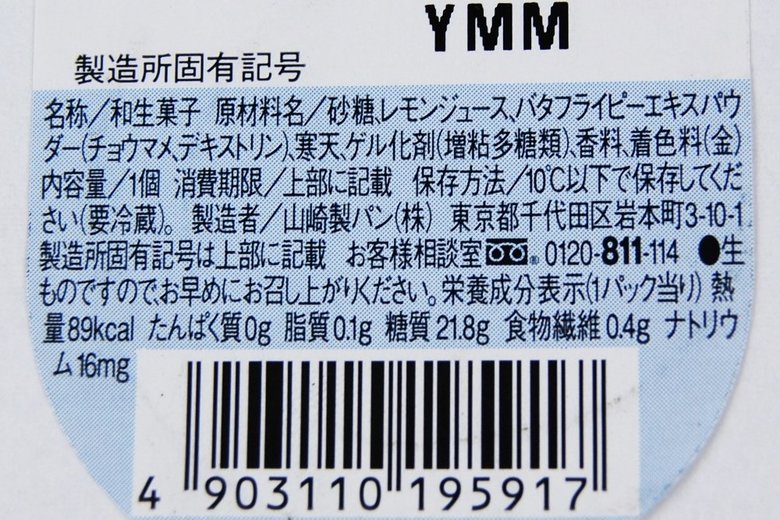 YMM
製造所固有記号
名称/和生菓子 原材料名/砂糖、レモンジュース、バタフライピーエキスパウ
ダー(チョウマメ、デキストリン)、寒天、ゲル化剤(増粘多糖類)、香料、着色料(金)
内容量/1個 消費期限/上部に記載 保存方法/10℃以下で保存してくだ
さい(要冷蔵)。 製造者/山崎製パン(株) 東京都千代田区岩本町3-10-1
製造所固有記号は上部に記載 お客様相談室 0120-811-114 ●生
ものですので、お早めにお召し上がりください。栄養成分表示(1パック当り) 熱
量89kcal たんぱく質0g 脂質0.1g 糖質21.8g 食物繊維0.4g ナトリウ
ム16mg
4 903110 195917